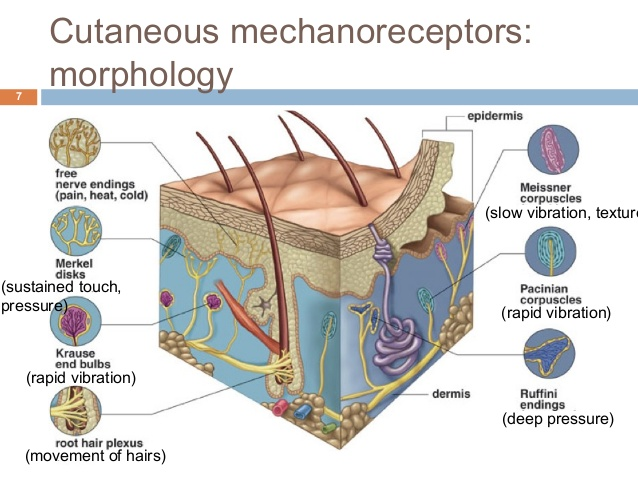 Cutaneous mechanoreceptors:
morphology
7
epidermis
free
nerve endings
(pain, heat, cold)
Meissner
corpuscles
(slow vibration, texture
Merkel
disks
(sustained touch,
pressure)
Pacinian
corpuscles
(rapid vibration)
Krause
end bulbs
(rapid vibration)
Ruffini
endings
(deep pressure)
dermis
root hair plexus
(movement of hairs)